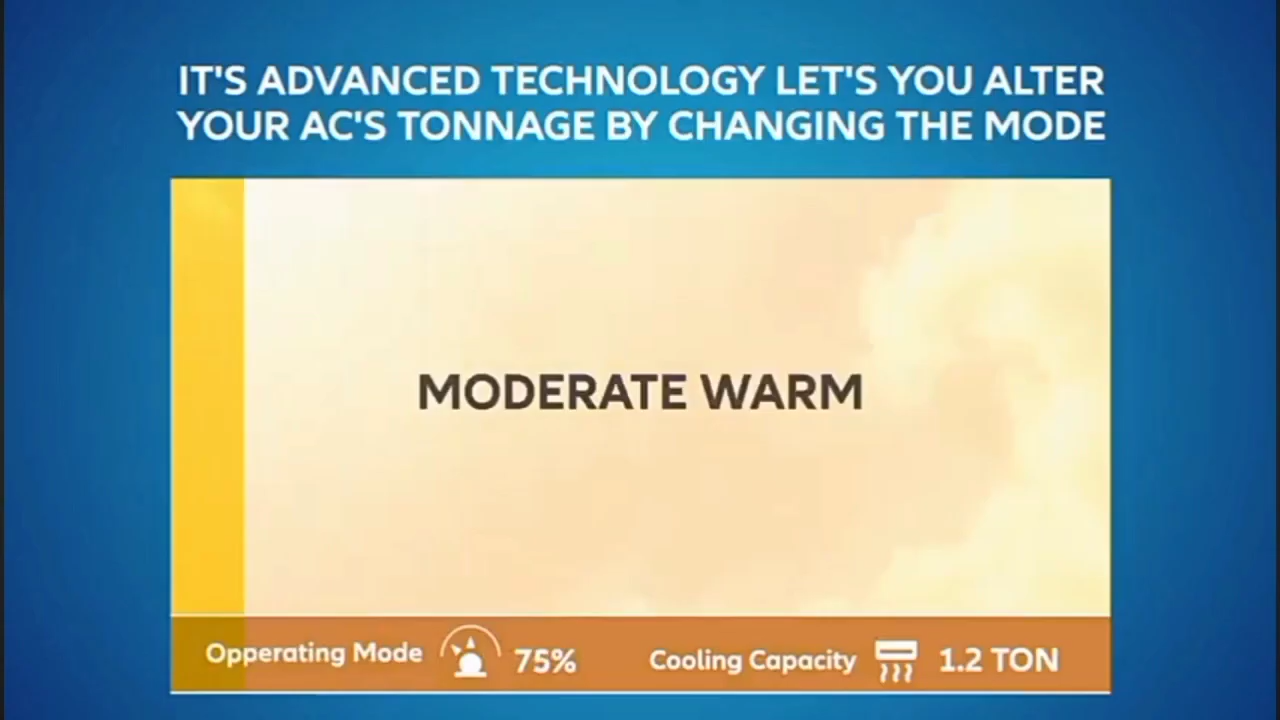 IT'S ADVANCED TECHNOLOGY LET'S YOU ALTER
YOUR AC'S TONNAGE BY CHANGING THE MODE
MODERATE WARM
Opperating Mode 75% Cooling Capacity 1.2 TON